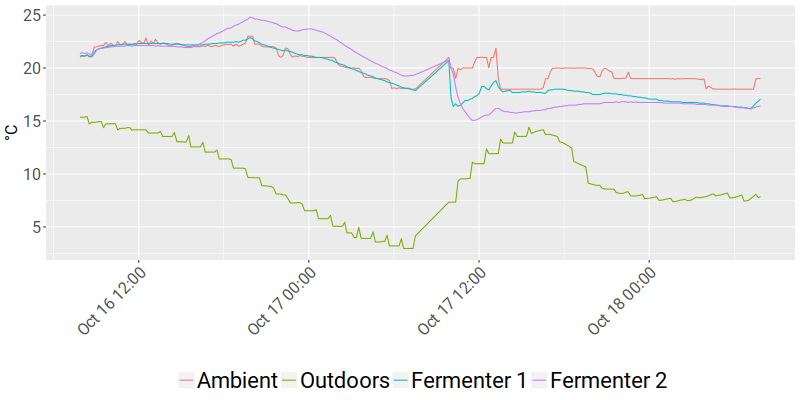 25
20
15
10
5
°C
Oct 16 12:00
Oct 17 00:00
Oct 17 12:00
Oct 18 00:00
Ambient Outdoors Fermenter 1 Fermenter 2